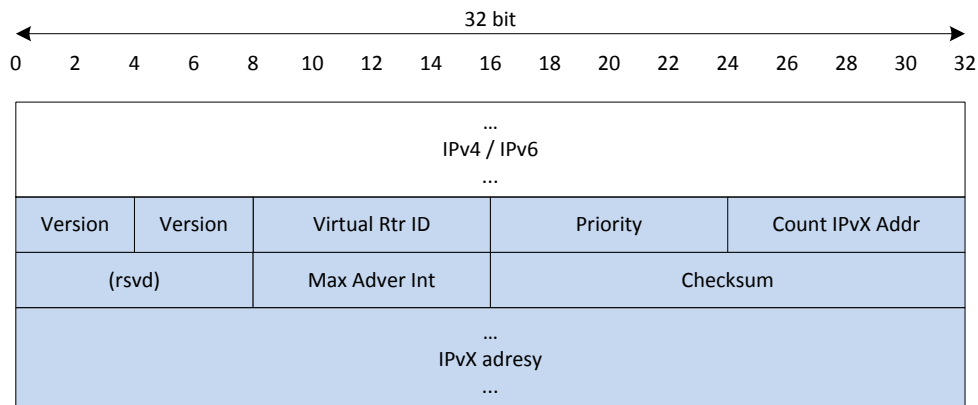 32 bit
0 2 4 6 8 10 12 14 16 18 20 22 24 26 28 30 32
...
IPv4 / IPv6
...
Version Version Virtual Rtr ID Priority Count IPvX Addr
(rsvd) Max Adver Int Checksum
...
IPvX adresy
...